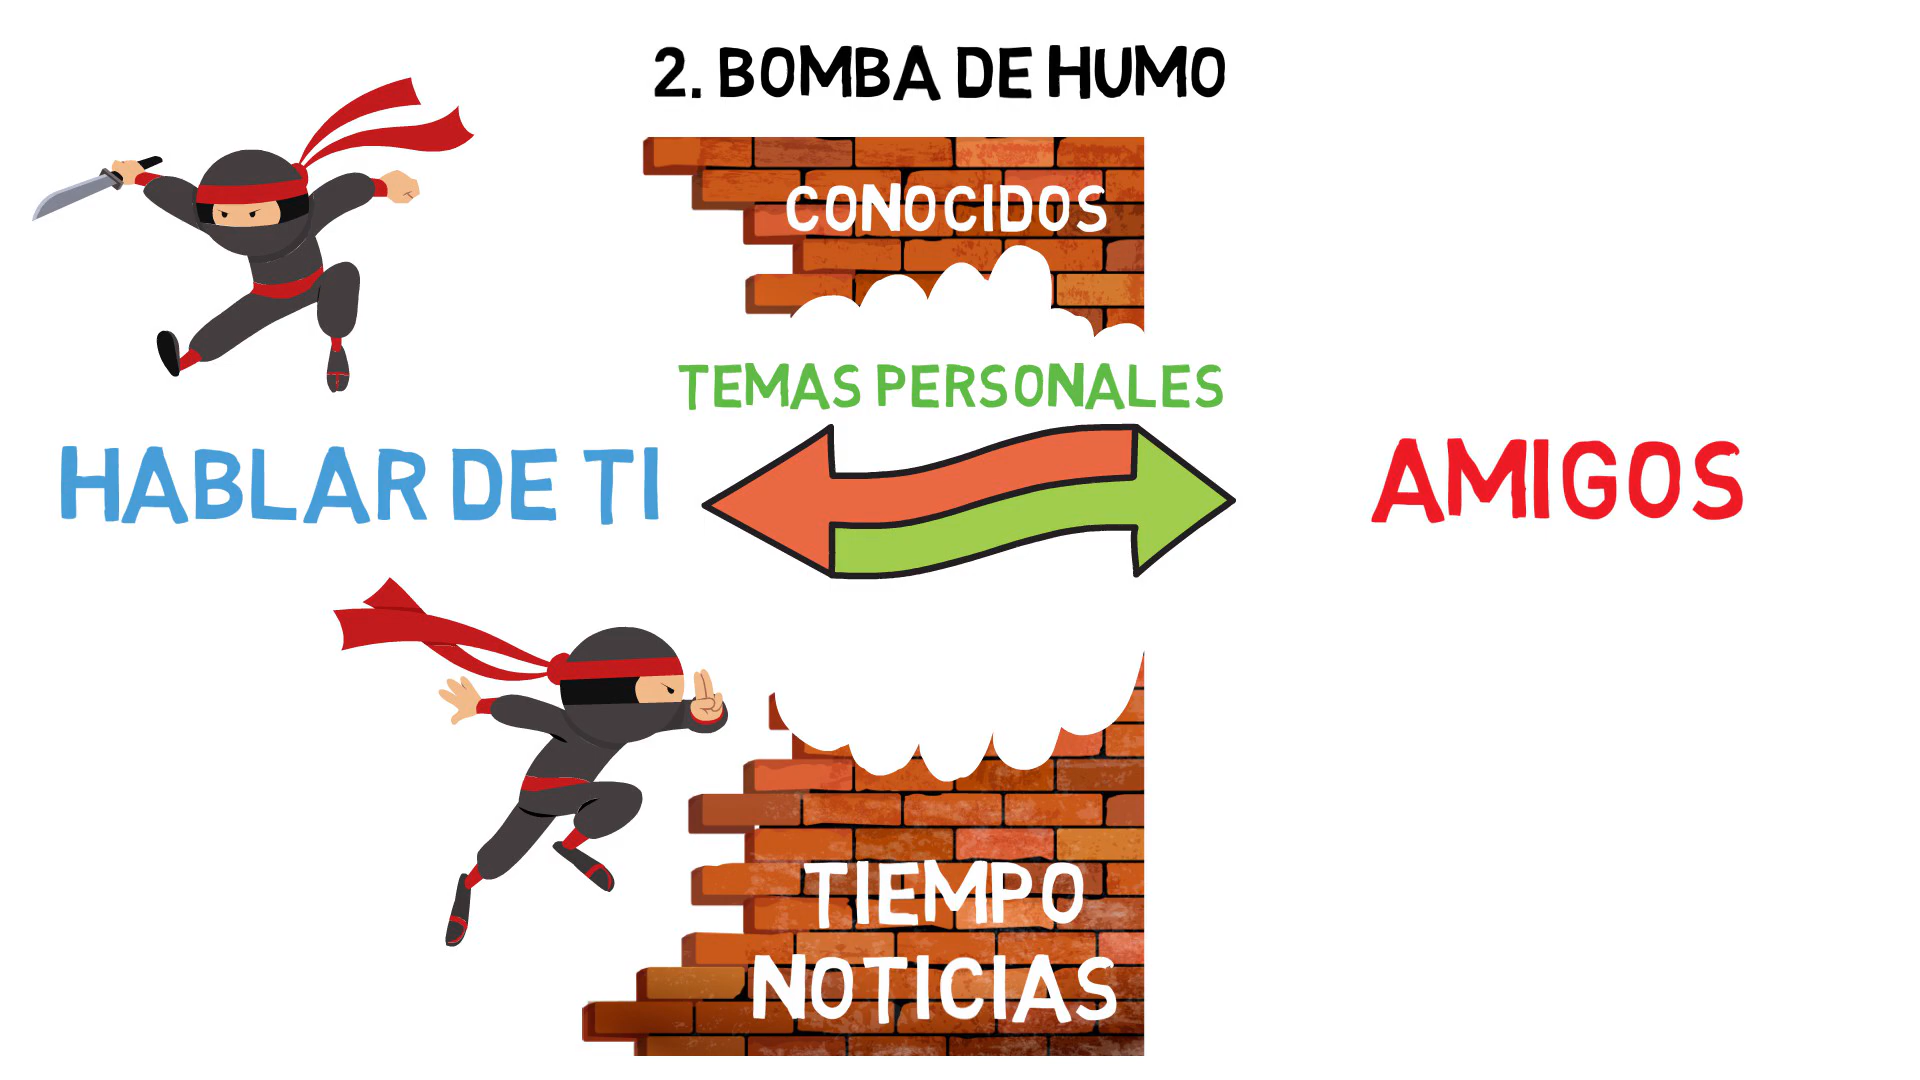 2. BOMBA DE HUMO
CONOCIDOS
TEMAS PERSONALES
HABLAR DE TI
AMIGOS
TIEMPO
NOTICIAS